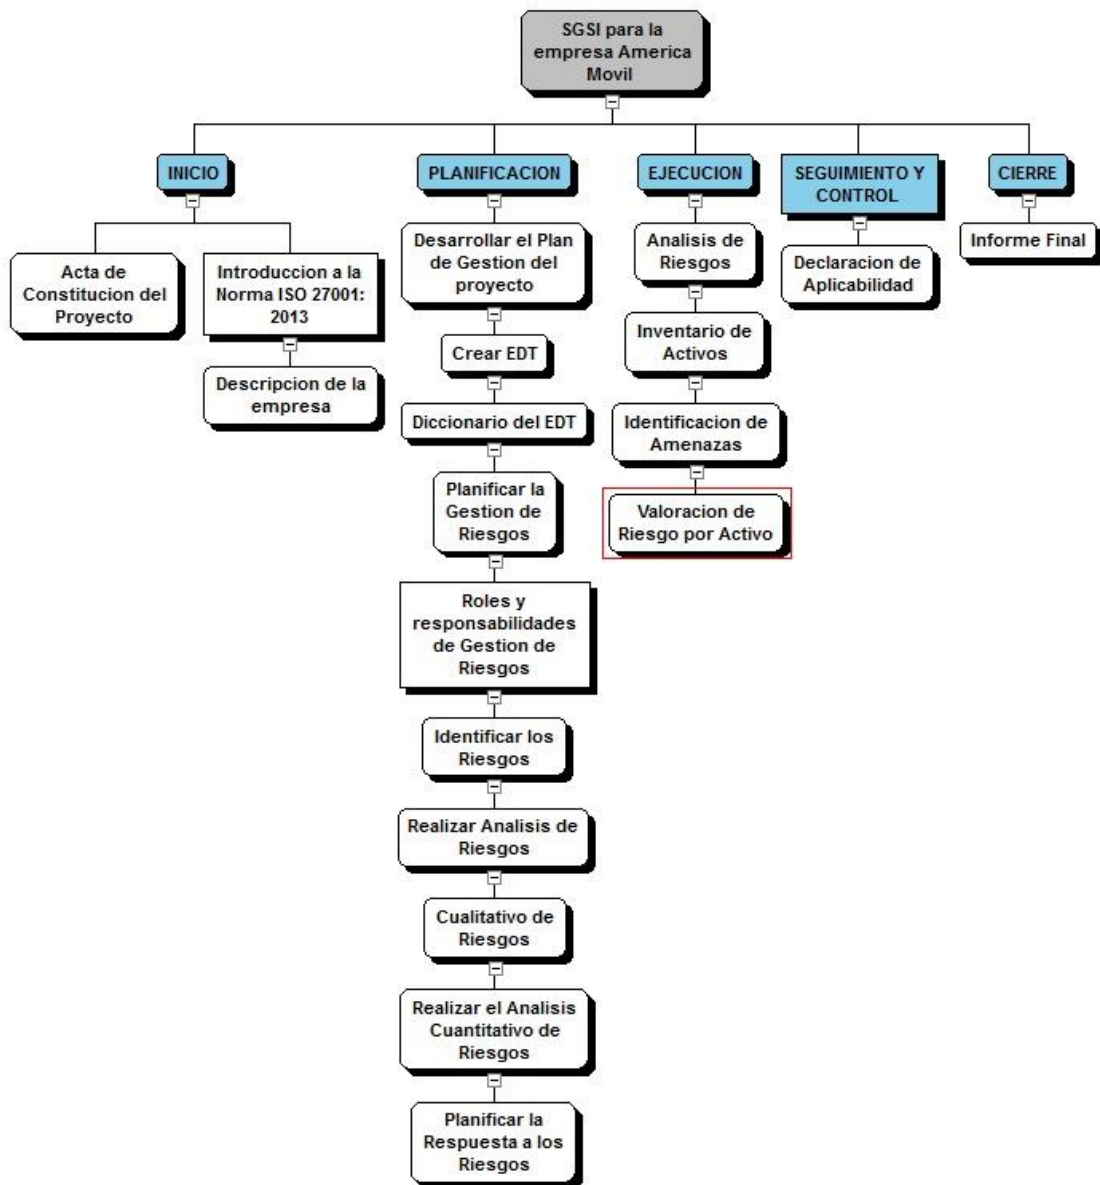 SGSI para la
empresa America
Movil
INICIO
PLANIFICACION
EJECUCION
SEGUIMIENTO Y
CONTROL
CIERRE
Acta de
Constitucion del
Proyecto
Introduccion a la
Norma ISO 27001:
2013
Descripcion de la
empresa
Desarrollar el Plan
de Gestion del
proyecto
Crear EDT
Diccionario del EDT
Planificar la
Gestion de
Riesgos
Roles y
responsabilidades
de Gestion de
Riesgos
Identificar los
Riesgos
Realizar Analisis de
Riesgos
Cualitativo de
Riesgos
Realizar el Analisis
Cuantitativo de
Riesgos
Planificar la
Respuesta a los
Riesgos
Analisis de
Riesgos
Inventario de
Activos
Identificacion de
Amenazas
Valoracion de
Riesgo por Activo
Declaracion de
Aplicabilidad
Informe Final